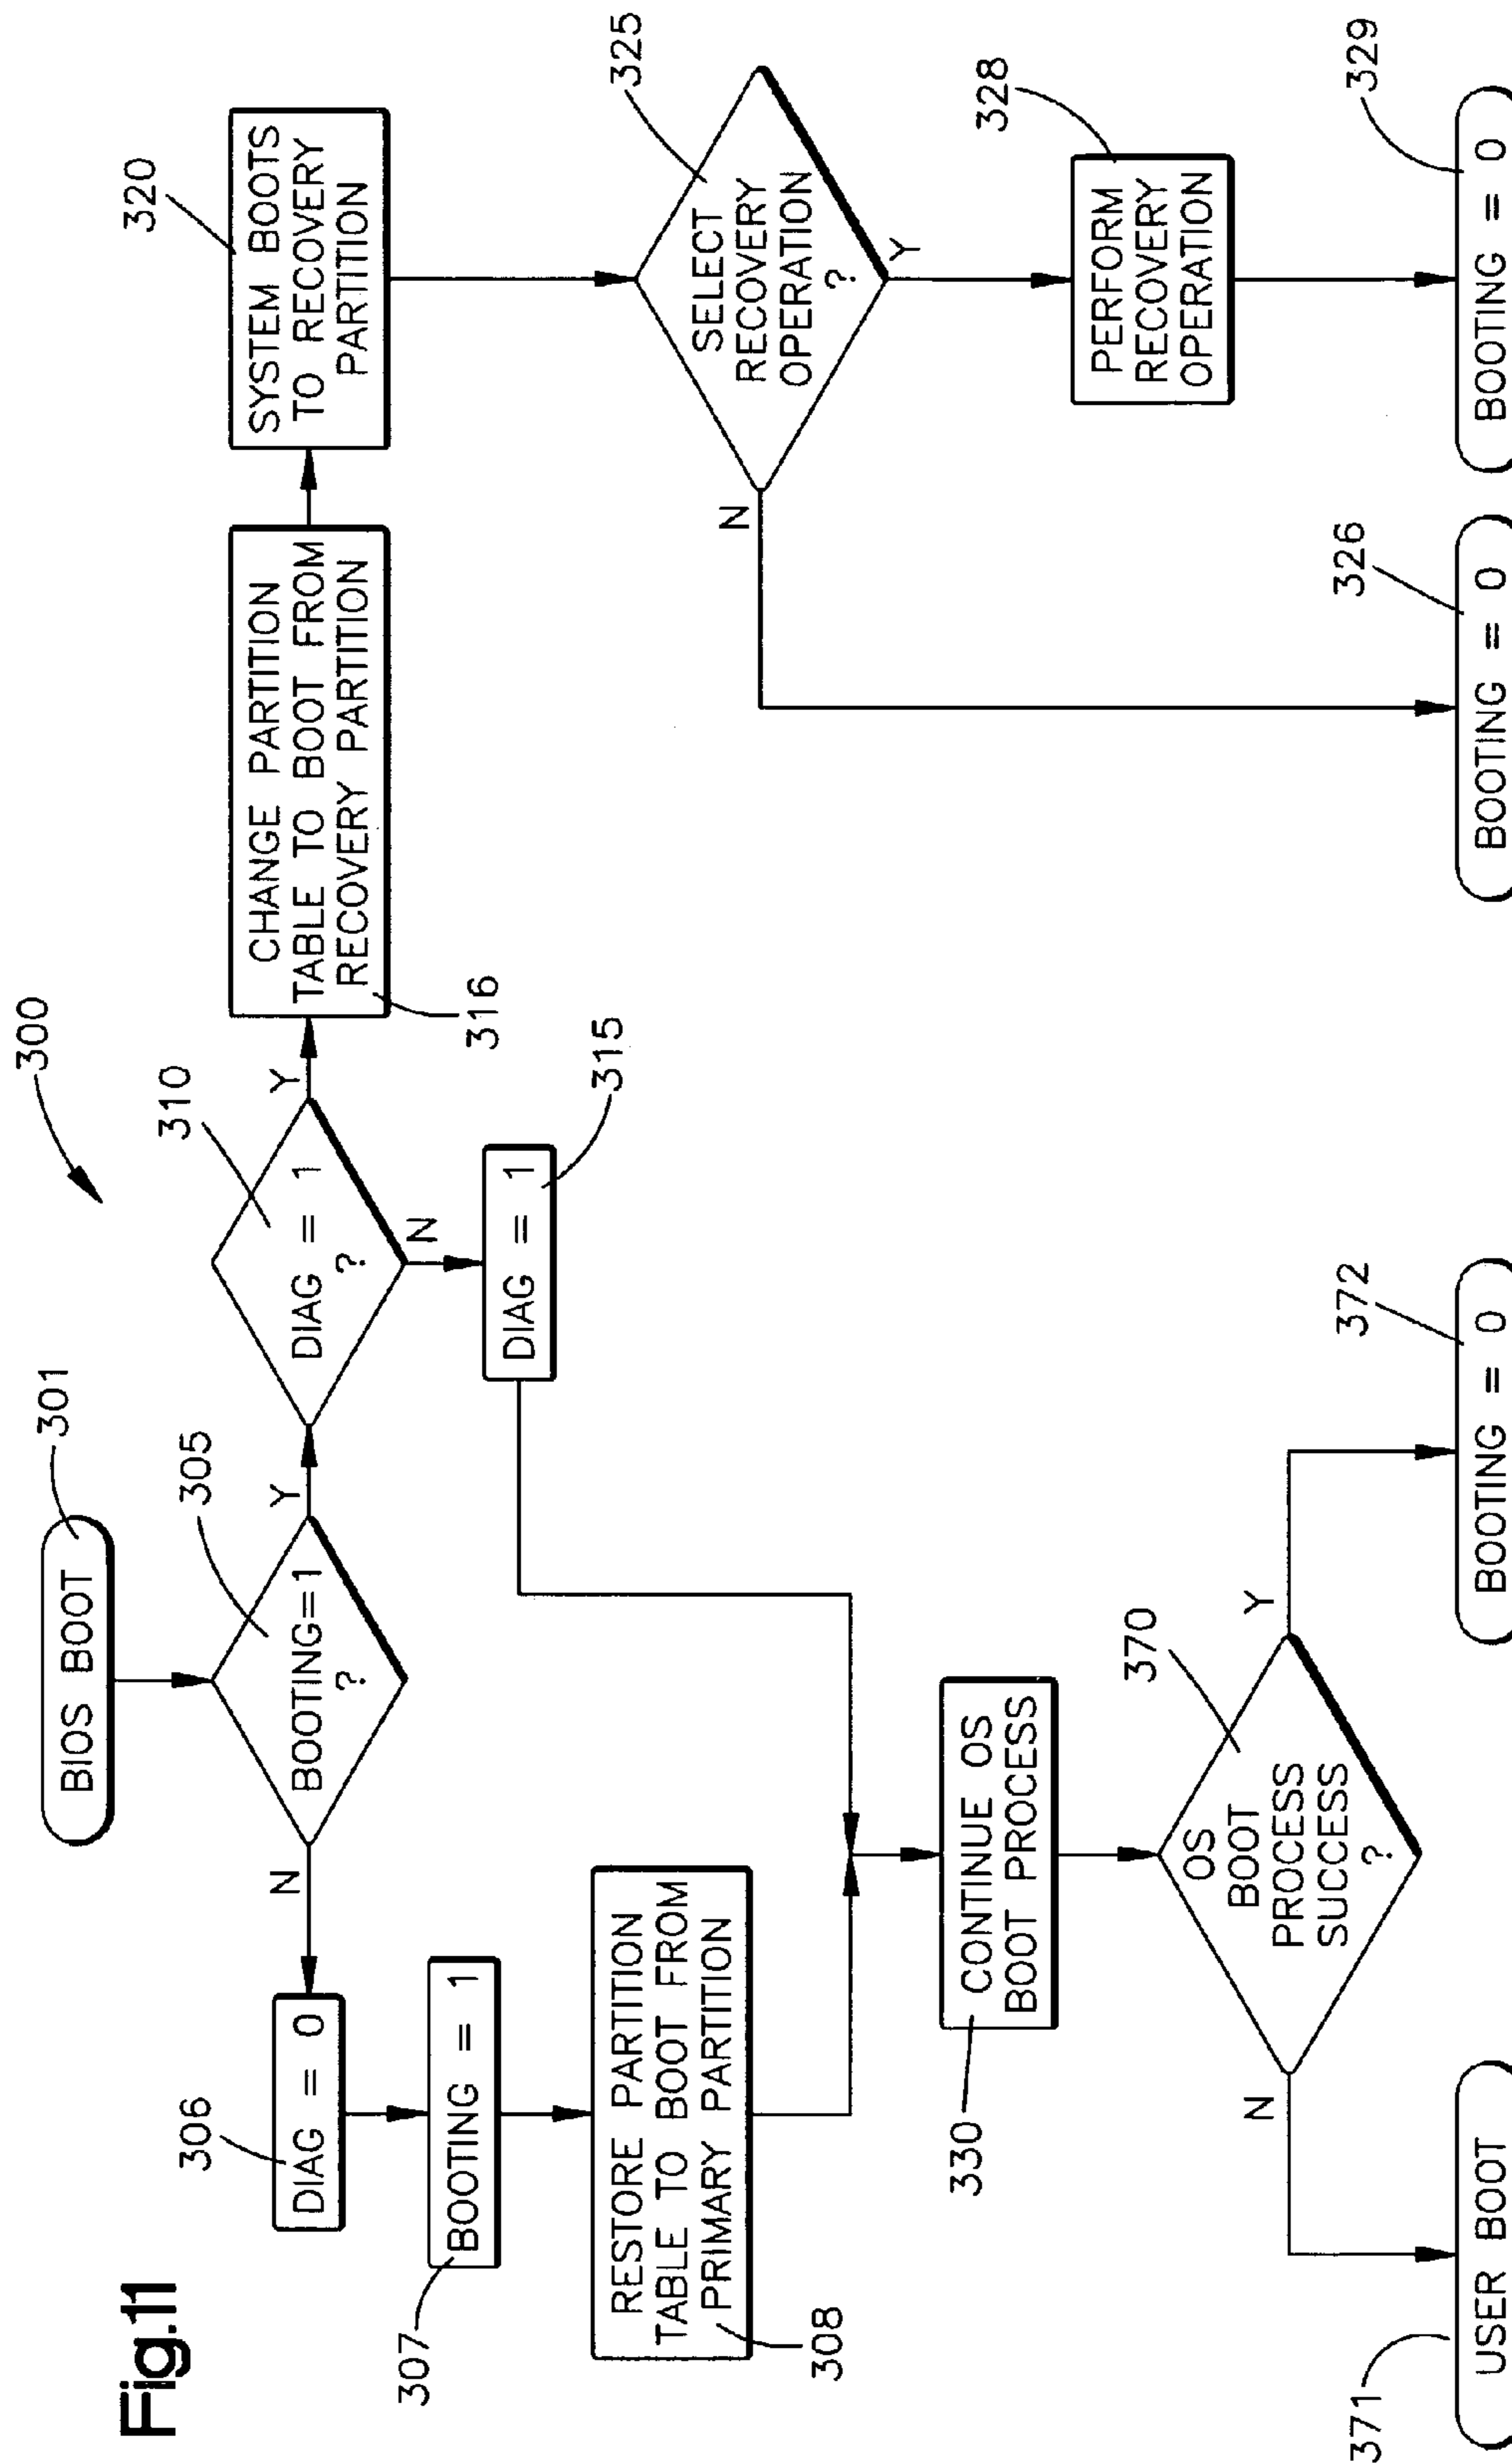 Fig.11
300
BIOS BOOT
301
BOOTING=1
?
305
N
Y
DIAG = 0
306
BOOTING = 1
307
RESTORE PARTITION
TABLE TO BOOT FROM
PRIMARY PARTITION
308
DIAG = 1
?
310
Y
N
DIAG = 1
315
CHANGE PARTITION
TABLE TO BOOT FROM
RECOVERY PARTITION
316
SYSTEM BOOTS
TO RECOVERY
PARTITION
320
SELECT
RECOVERY
OPERATION
?
325
N
Y
PERFORM
RECOVERY
OPERATION
328
CONTINUE OS
BOOT PROCESS
330
OS
BOOT
PROCESS
SUCCESS
?
370
N
Y
USER BOOT
371
BOOTING = 0
372
BOOTING = 0
326
BOOTING = 0
329